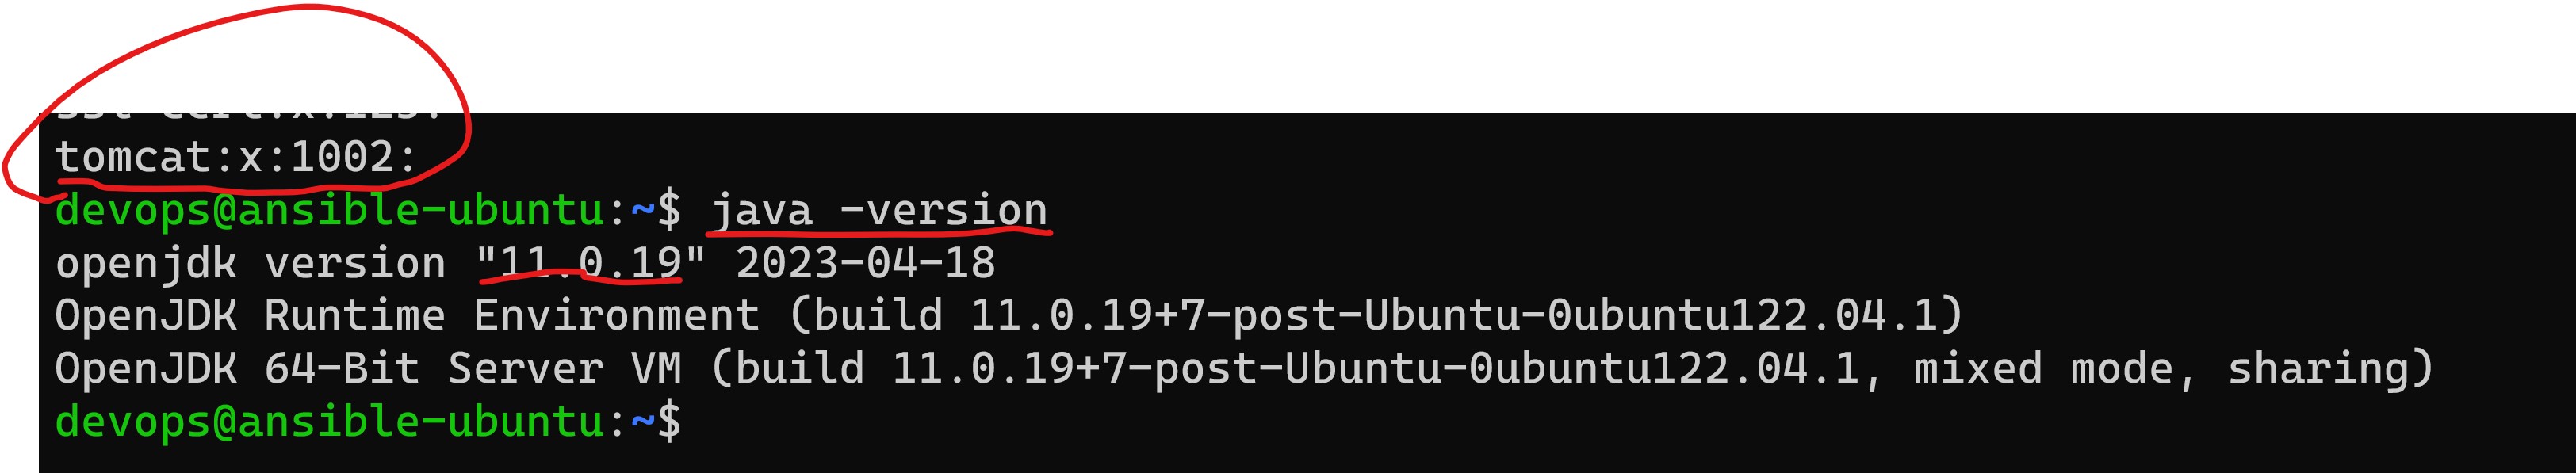 tomcat:x:1002:
devops@ansible-ubuntu:~$ java -version
openjdk version "11.0.19" 2023-04-18
OpenJDK Runtime Environment (build 11.0.19+7-post-Ubuntu-0ubuntu122.04.1)
OpenJDK 64-Bit Server VM (build 11.0.19+7-post-Ubuntu-0ubuntu122.04.1, mixed mode, sharing)
devops@ansible-ubuntu:~$